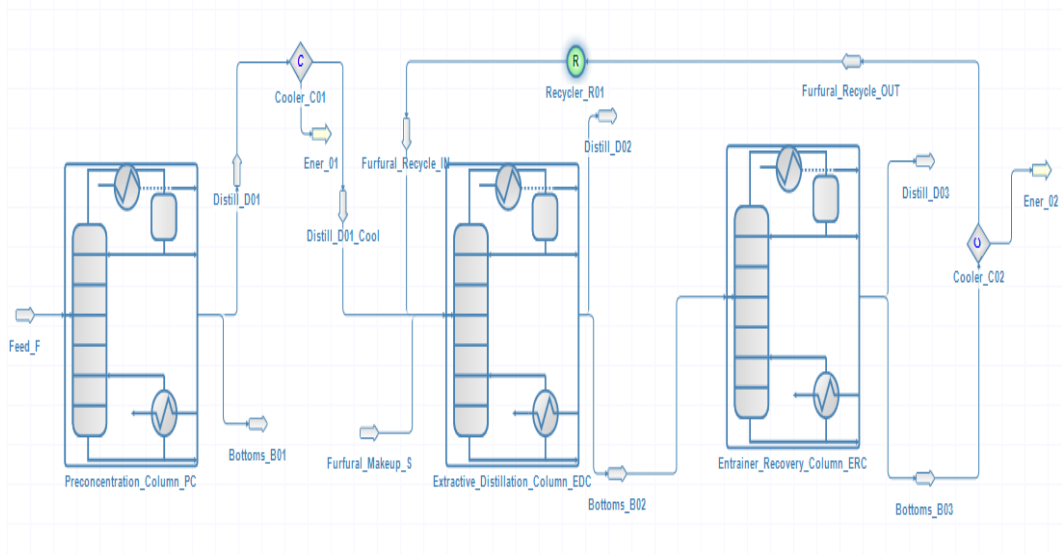 C
Cooler_C01
Ener_01
Distill_D01
Distill_D01_Cool
Feed_F
Bottoms_B01
Preconcentration_Column_PC
R
Recycler_R01
Furfural_Recycle_IN
Furfural_Recycle_OUT
Distill_D02
Furfural_Makeup_S
Extractive_Distillation_Column_EDC
Bottoms_B02
Entrainer_Recovery_Column_ERC
Distill_D03
Ener_02
C
Cooler_C02
Bottoms_B03